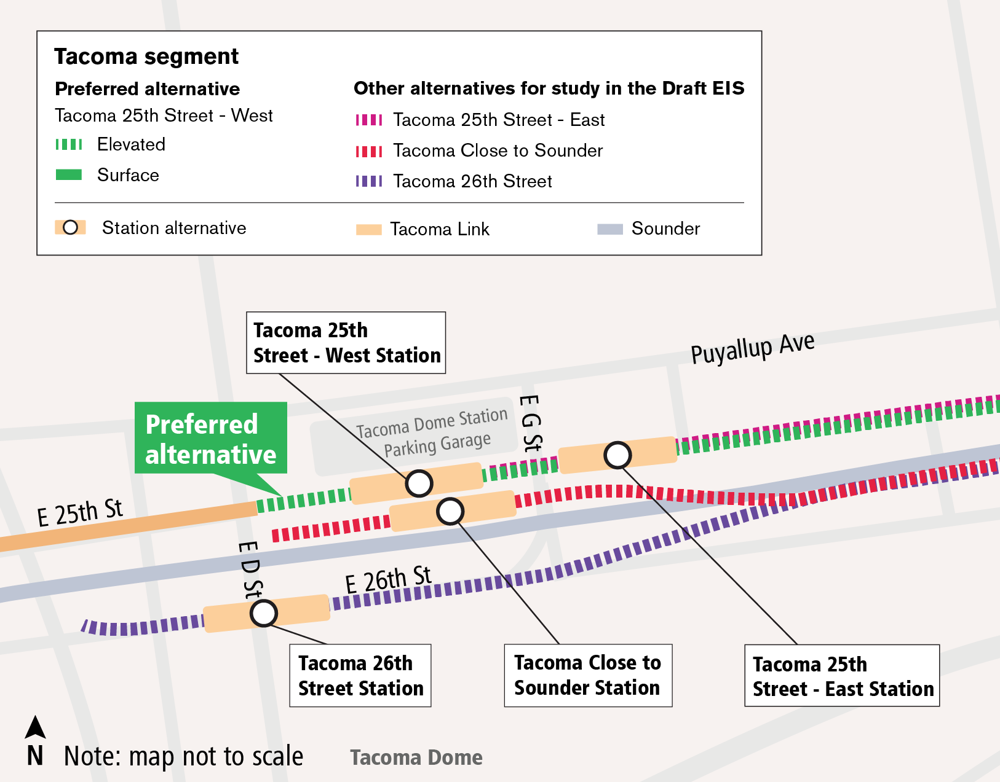 Tacoma segment
Preferred alternative
Tacoma 25th Street - West
Elevated
Surface
Other alternatives for study in the Draft EIS
Tacoma 25th Street - East
Tacoma Close to Sounder
Tacoma 26th Street
Station alternative
Tacoma Link
Sounder
Tacoma 25th
Street - West Station
Puyallup Ave
Preferred
alternative
Tacoma Dome Station
Parking Garage
E G St
E 25th St
E D St
E 26th St
Tacoma 26th
Street Station
Tacoma Close to
Sounder Station
Tacoma 25th
Street - East Station
N
Note: map not to scale
Tacoma Dome